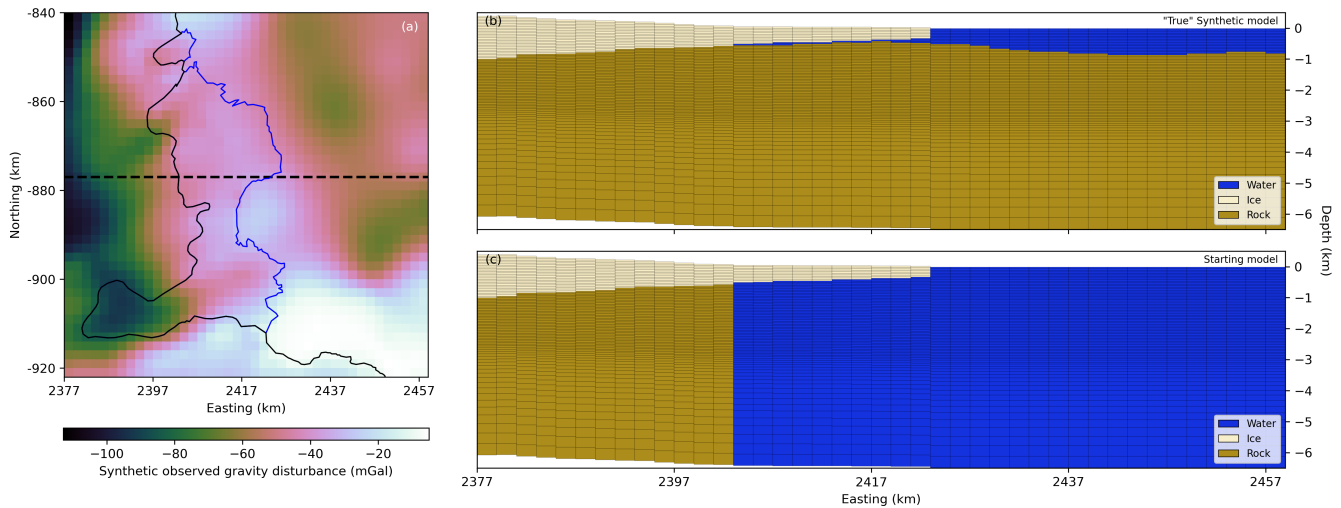 (a)
-840
-860
-880
-900
-920
Northing (km)
2377
2397
2417
2437
2457
Easting (km)
−100
−80
−60
−40
−20
Synthetic observed gravity disturbance (mGal)
(b)
"True" Synthetic model
0
−1
−2
−3
−4
−5
−6
Water
Ice
Rock
(c)
Starting model
0
−1
−2
−3
−4
−5
−6
Water
Ice
Rock
2377
2397
2417
2437
2457
Easting (km)
Depth (km)